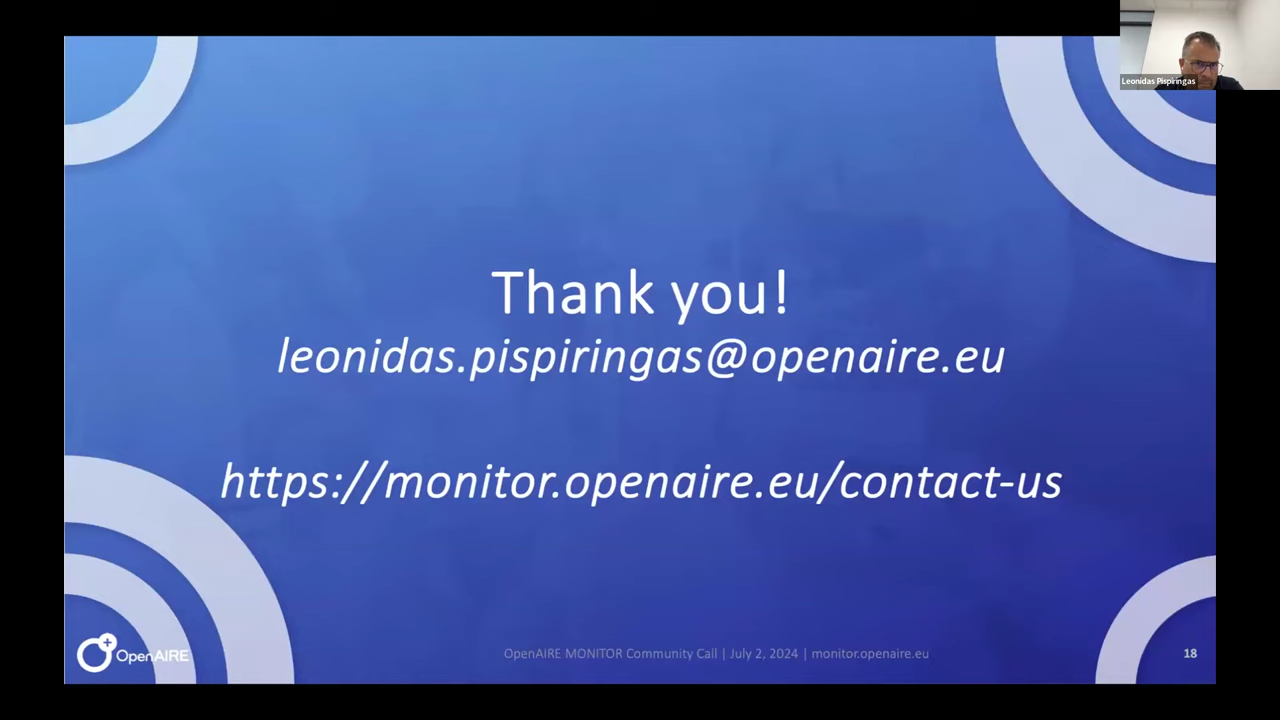 Leonidas Pispiringas
Thank you!
leonidas.pispiringas@openaire.eu
https://monitor.openaire.eu/contact-us
OpenAIRE
OpenAIRE MONITOR Community Call | July 2, 2024 | monitor.openaire.eu
18